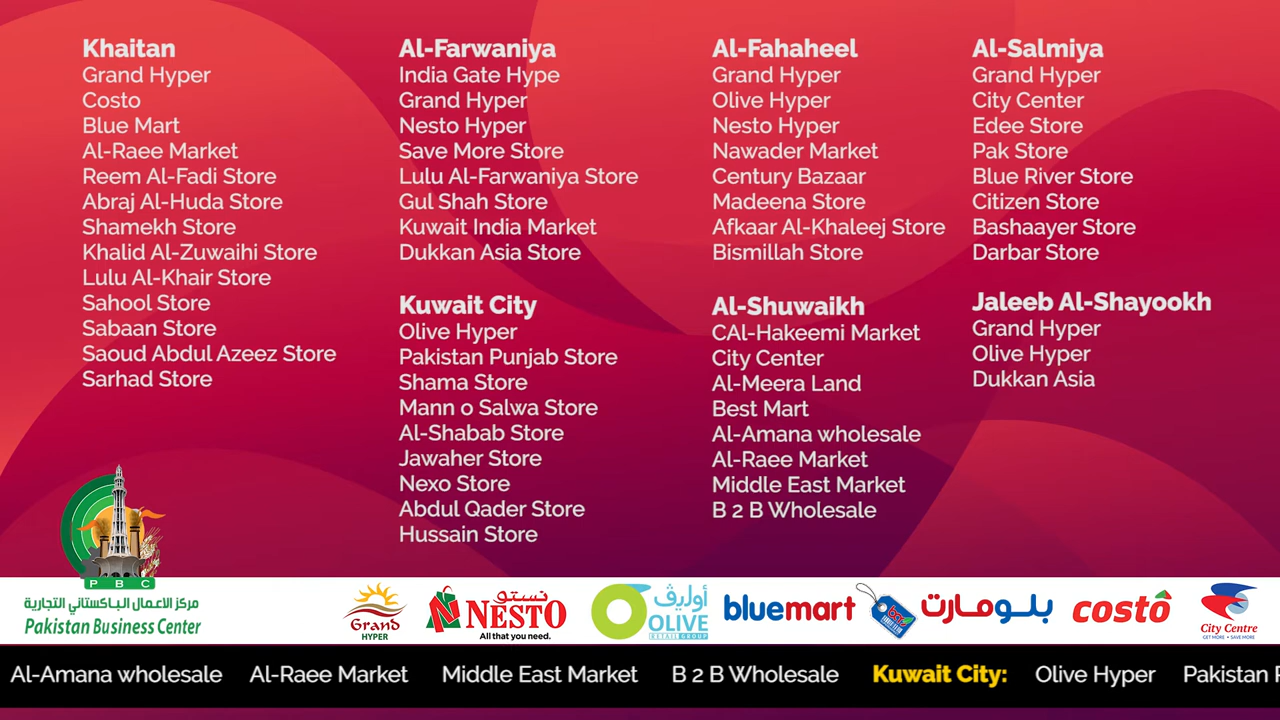 Khaitan
Grand Hyper
Costo
Blue Mart
Al-Raee Market
Reem Al-Fadi Store
Abraj Al-Huda Store
Shamekh Store
Khalid Al-Zuwaihi Store
Lulu Al-Khair Store
Sahool Store
Sabaan Store
Saoud Abdul Azeez Store
Sarhad Store
Al-Farwaniya
India Gate Hype
Grand Hyper
Nesto Hyper
Save More Store
Lulu Al-Farwaniya Store
Gul Shah Store
Kuwait India Market
Dukkan Asia Store
Kuwait City
Olive Hyper
Pakistan Punjab Store
Shama Store
Mann o Salwa Store
Al-Shabab Store
Jawaher Store
Nexo Store
Abdul Qader Store
Hussain Store
Al-Fahaheel
Grand Hyper
Olive Hyper
Nesto Hyper
Nawader Market
Century Bazaar
Madeena Store
Afkaar Al-Khaleej Store
Bismillah Store
Al-Shuwaikh
CAl-Hakeemi Market
City Center
Al-Meera Land
Best Mart
Al-Amana wholesale
Al-Raee Market
Middle East Market
B 2 B Wholesale
Al-Salmiya
Grand Hyper
City Center
Edee Store
Pak Store
Blue River Store
Citizen Store
Bashaayer Store
Darbar Store
Jaleeb Al-Shayookh
Grand Hyper
Olive Hyper
Dukkan Asia
PBC
مركز الاعمال الباكستاني التجارية
Pakistan Business Center
Grand
HYPER
نستو
NESTO
All that you need.
أوليڤ
OLIVE
RETAIL GROUP
bluemart
بلومارت
costo
City Centre
GET MORE • SAVE MORE
Al-Amana wholesale Al-Raee Market Middle East Market B 2 B Wholesale Kuwait City: Olive Hyper Pakistan